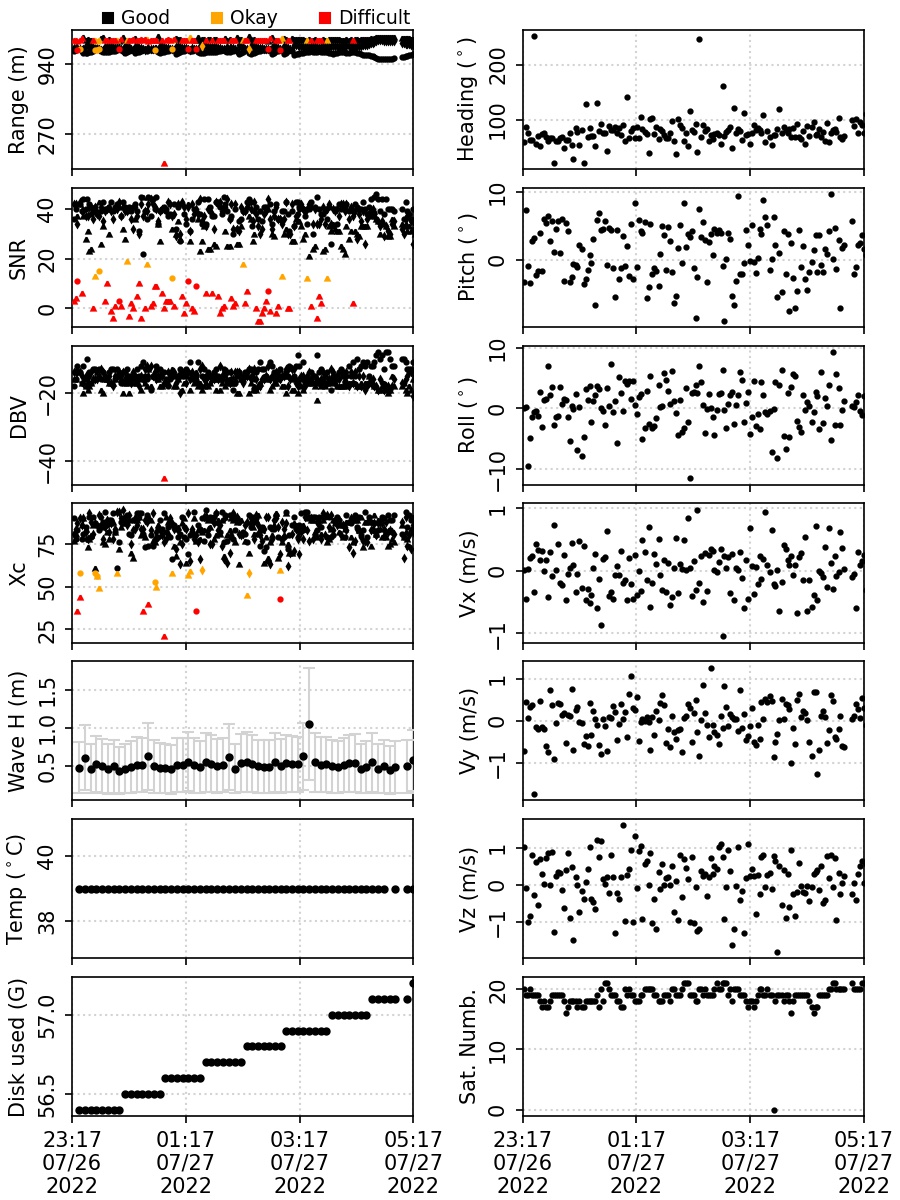 Good Okay Difficult
Range (m)
940
270
Heading (°)
200
100
SNR
40
20
0
Pitch (°)
10
0
DBV
−20
−40
Roll (°)
10
0
−10
Xc
75
50
25
Vx (m/s)
1
0
−1
Wave H (m)
1.5
1.0
0.5
Vy (m/s)
1
0
−1
Temp (°C)
40
38
Vz (m/s)
1
0
−1
Disk used (G)
57.0
56.5
Sat. Numb.
20
10
0
23:17 01:17 03:17 05:17 23:17 01:17 03:17 05:17
07/26 07/27 07/27 07/27 07/26 07/27 07/27 07/27
2022 2022 2022 2022 2022 2022 2022 2022